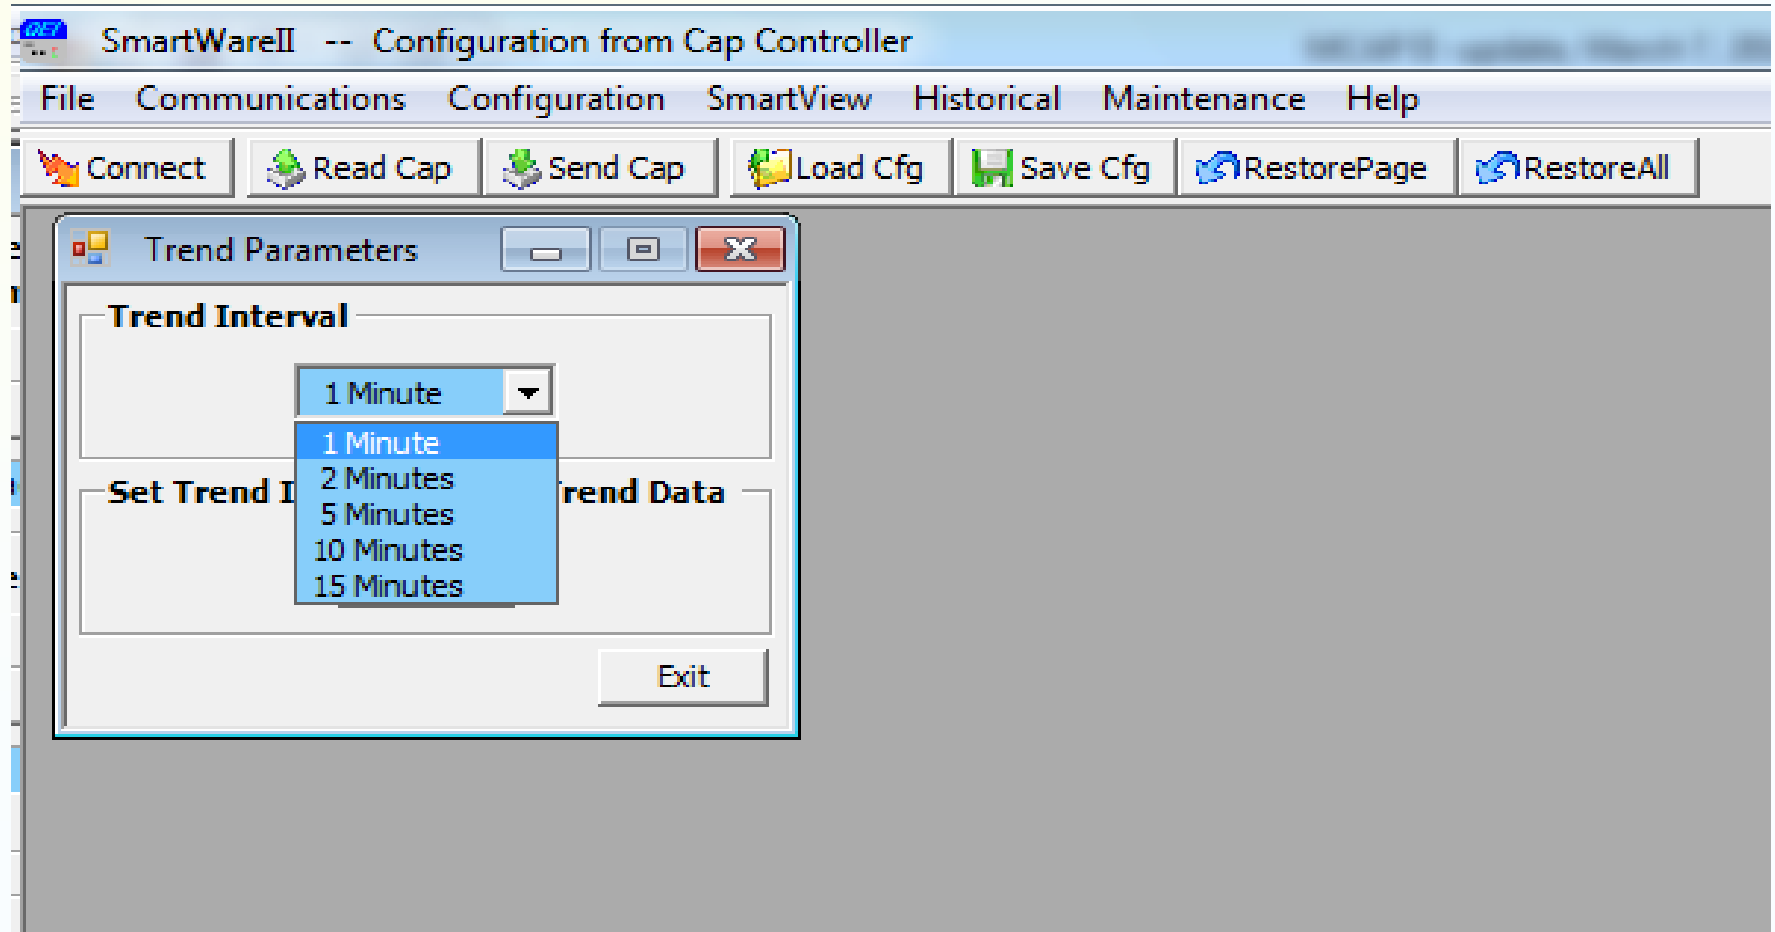 QEI
SmartWareII -- Configuration from Cap Controller
File Communications Configuration SmartView Historical Maintenance Help
Connect Read Cap Send Cap Load Cfg Save Cfg RestorePage RestoreAll
Trend Parameters
Trend Interval
1 Minute
1 Minute
2 Minutes
Set Trend I rend Data
5 Minutes
10 Minutes
15 Minutes
Exit